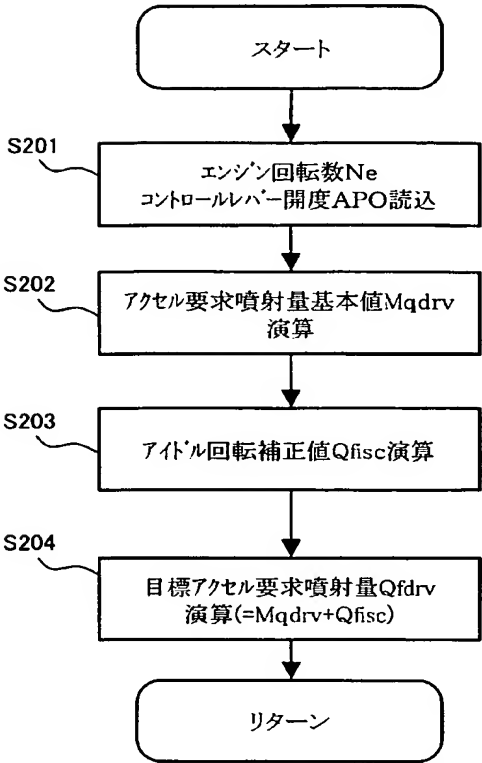 スタート
S201
エンジン回転数Ne
コントロールレバー開度APO読込
S202
アクセル要求噴射量基本値Mqdrv
演算
S203
アイドル回転補正値Qfisc演算
S204
目標アクセル要求噴射量Qfdrv
演算(=Mqdrv+Qfisc)
リターン